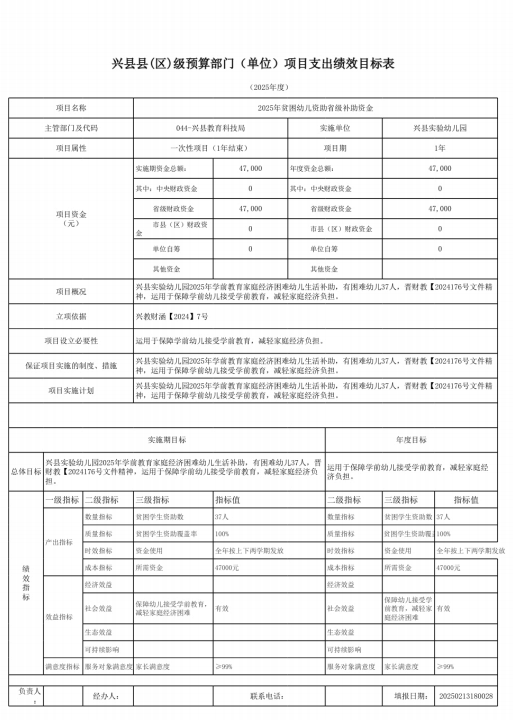 兴县县(区)级预算部门（单位）项目支出绩效目标表
（2025年度）
项目名称 2025年贫困幼儿资助省级补助资金
主管部门及代码 044-兴县教育科技局 实施单位 兴县实验幼儿园
项目属性 一次性项目（1年结束） 项目期 1年
项目资金
（元）
实施期资金总额： 47,000 年度资金总额： 47,000
其中：中央财政资金 0 其中：中央财政资金 0
省级财政资金 47,000 省级财政资金 47,000
市县（区）财政资金 0 市县（区）财政资金 0
单位自筹 0 单位自筹 0
其他资金 其他资金
项目概况 兴县实验幼儿园2025年学前教育家庭经济困难幼儿生活补助，有困难幼儿37人，晋财教【2024176号文件精
神，运用于保障学前幼儿接受学前教育，减轻家庭经济负担。
立项依据 兴教财函【2024】7号
项目设立必要性 运用于保障学前幼儿接受学前教育，减轻家庭经济负担。
保证项目实施的制度、措施 兴县实验幼儿园2025年学前教育家庭经济困难幼儿生活补助，有困难幼儿37人，晋财教【2024176号文件精
神，运用于保障学前幼儿接受学前教育，减轻家庭经济负担。
项目实施计划 兴县实验幼儿园2025年学前教育家庭经济困难幼儿生活补助，有困难幼儿37人，晋财教【2024176号文件精
神，运用于保障学前幼儿接受学前教育，减轻家庭经济负担。
实施期目标 年度目标
总体目标 兴县实验幼儿园2025年学前教育家庭经济困难幼儿生活补助，有困难幼儿37人，晋
财教【2024176号文件精神，运用于保障学前幼儿接受学前教育，减轻家庭经济负
担。
运用于保障学前幼儿接受学前教育，减轻家庭经
济负担。
绩效指标
一级指标 二级指标 三级指标 指标值 二级指标 三级指标 指标值
产出指标
数量指标 贫困学生资助数 37人 数量指标 贫困学生资助数 37人
质量指标 贫困学生资助覆盖率 100% 质量指标 贫困学生资助覆盖 100%
时效指标 资金使用 全年按上下两学期发放 时效指标 资金使用 全年按上下两学期发放
成本指标 所需资金 47000元 成本指标 所需资金 47000元
效益指标
经济效益 经济效益
社会效益 保障幼儿接受学前教育，
减轻家庭经济困难 有效 社会效益 保障幼儿接受学
前教育，减轻家
庭经济困难 有效
生态效益 生态效益
可持续影响 可持续影响
满意度指标 服务对象满意度 家长满意度 ≥99% 服务对象满意度 家长满意度 ≥99%
负责人： 经办人： 联系电话： 填报日期： 20250213180028